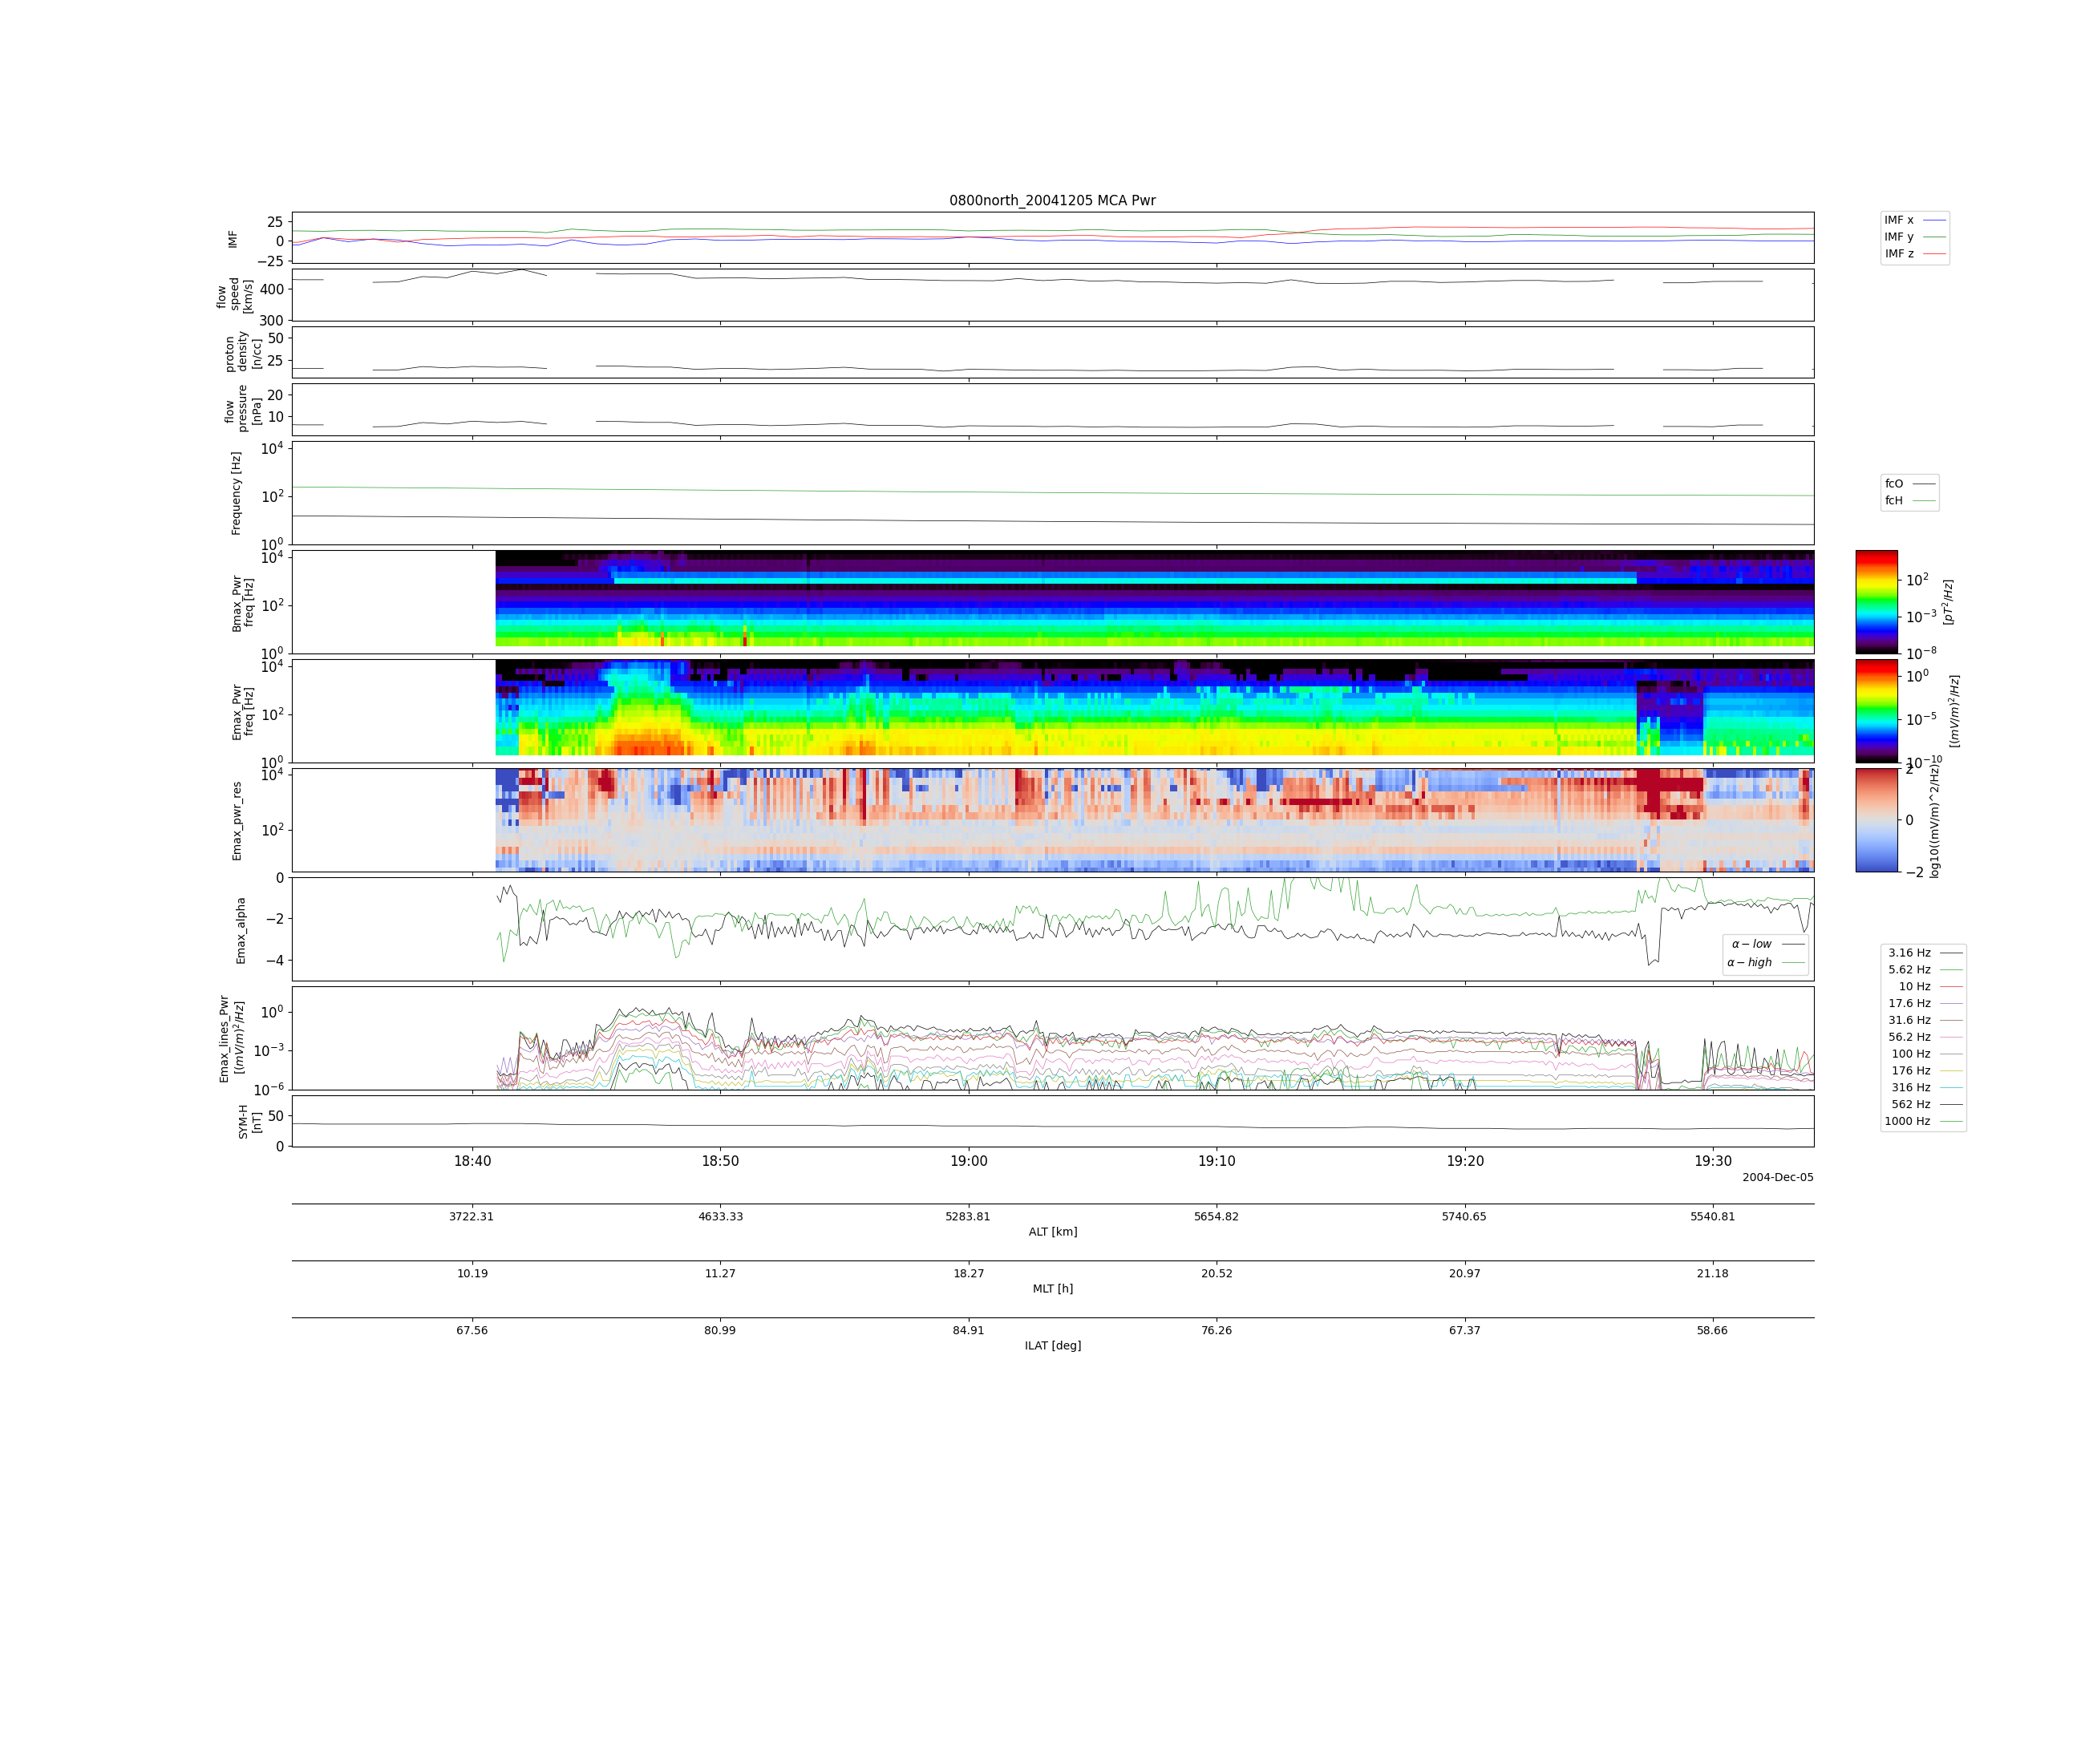 0800north_20041205 MCA Pwr
25
0
−25
IMF
IMF x
IMF y
IMF z
400
300
flow
speed
[km/s]
50
25
proton
density
[n/cc]
20
10
flow
pressure
[nPa]
10^4
10^2
10^0
Frequency [Hz]
fcO
fcH
10^4
10^2
10^0
Bmax_Pwr
freq [Hz]
10^2
10^−3
10^−8
[pT^2/Hz]
10^4
10^2
10^0
Emax_Pwr
freq [Hz]
10^0
10^−5
10^−10
[(mV/m)^2/Hz]
10^4
10^2
Emax_pwr_res
2
0
−2
log10((mV/m)^2/Hz)
0
−2
−4
Emax_alpha
α − low
α − high
10^0
10^−3
10^−6
Emax_lines_Pwr
[(mV/m)^2/Hz]
3.16 Hz
5.62 Hz
10 Hz
17.6 Hz
31.6 Hz
56.2 Hz
100 Hz
176 Hz
316 Hz
562 Hz
1000 Hz
50
0
SYM-H
[nT]
18:40 18:50 19:00 19:10 19:20 19:30
2004-Dec-05
3722.31 4633.33 5283.81 5654.82 5740.65 5540.81
ALT [km]
10.19 11.27 18.27 20.52 20.97 21.18
MLT [h]
67.56 80.99 84.91 76.26 67.37 58.66
ILAT [deg]